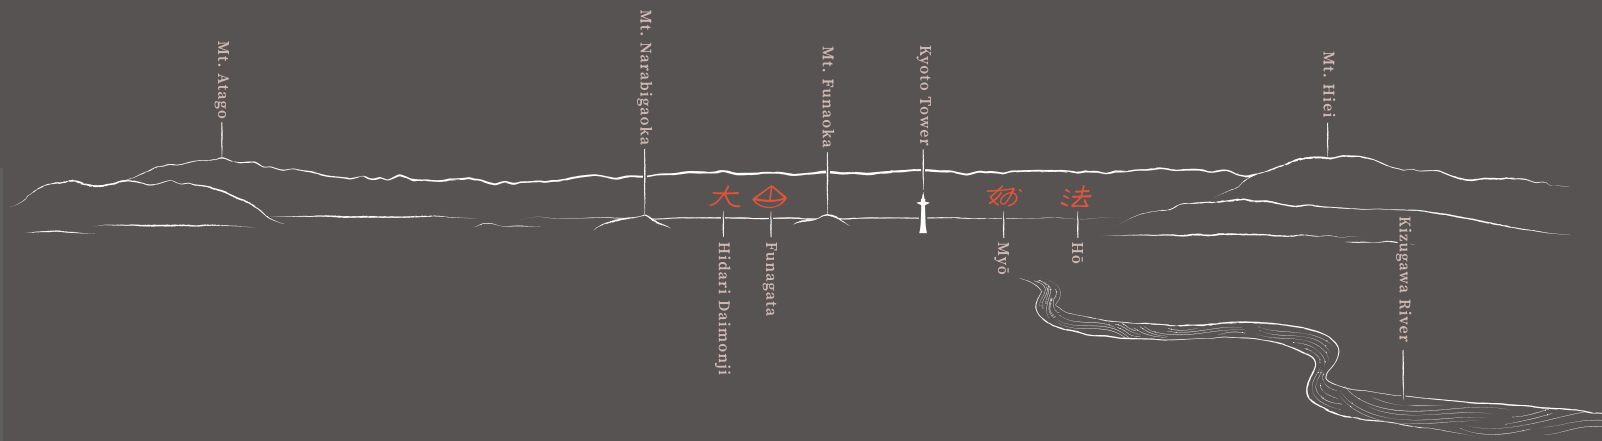 Mt. Atago
Mt. Narabigaoka
Mt. Funaoka
Kyoto Tower
Mt. Hiei
大
妙
法
Hidari Daimonji
Funagata
Myō
Hō
Kizugawa River